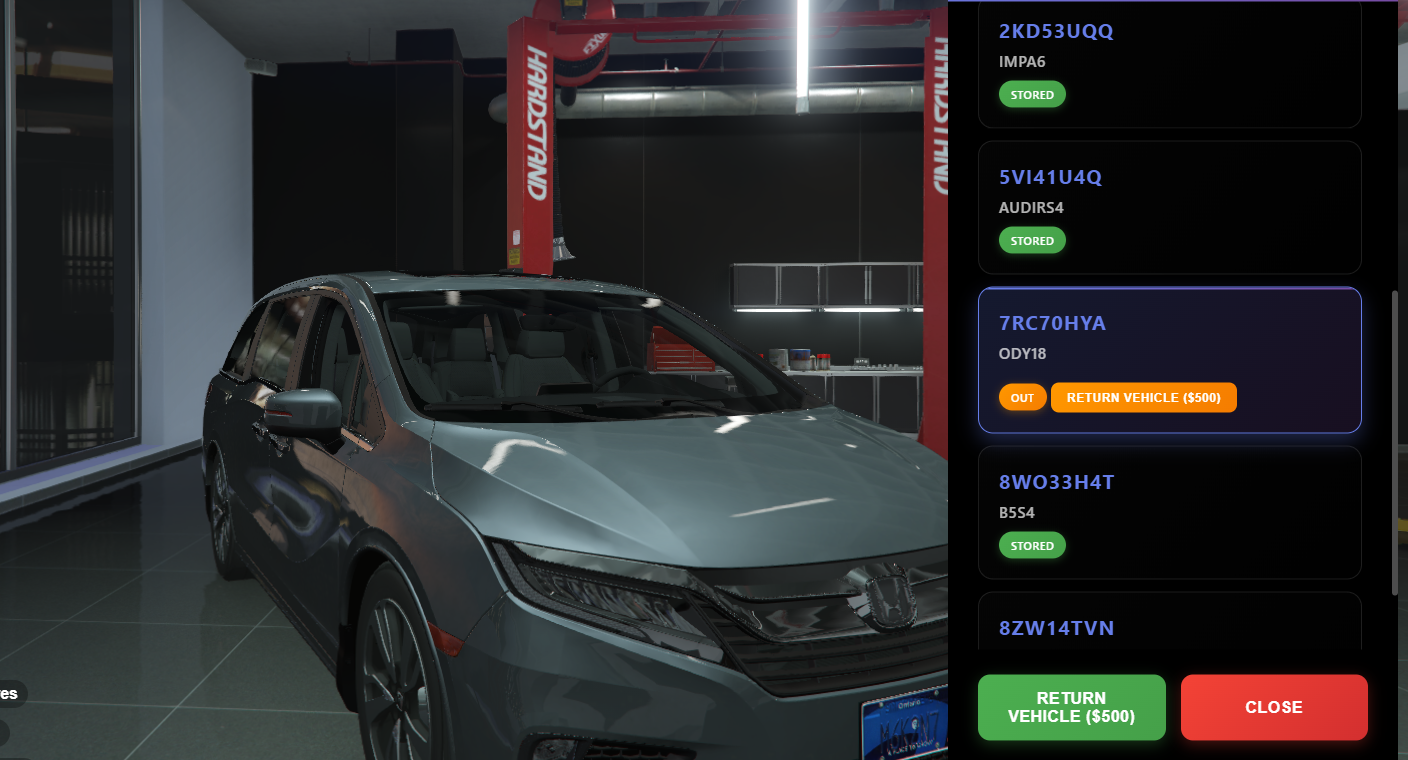 HARDSTAND
2KD53UQQ
IMPA6
STORED
5VI41U4Q
AUDIRS4
STORED
7RC70HYA
ODY18
OUT
RETURN VEHICLE ($500)
8WO33H4T
B5S4
STORED
8ZW14TVN
RETURN
VEHICLE ($500)
CLOSE
Ontario